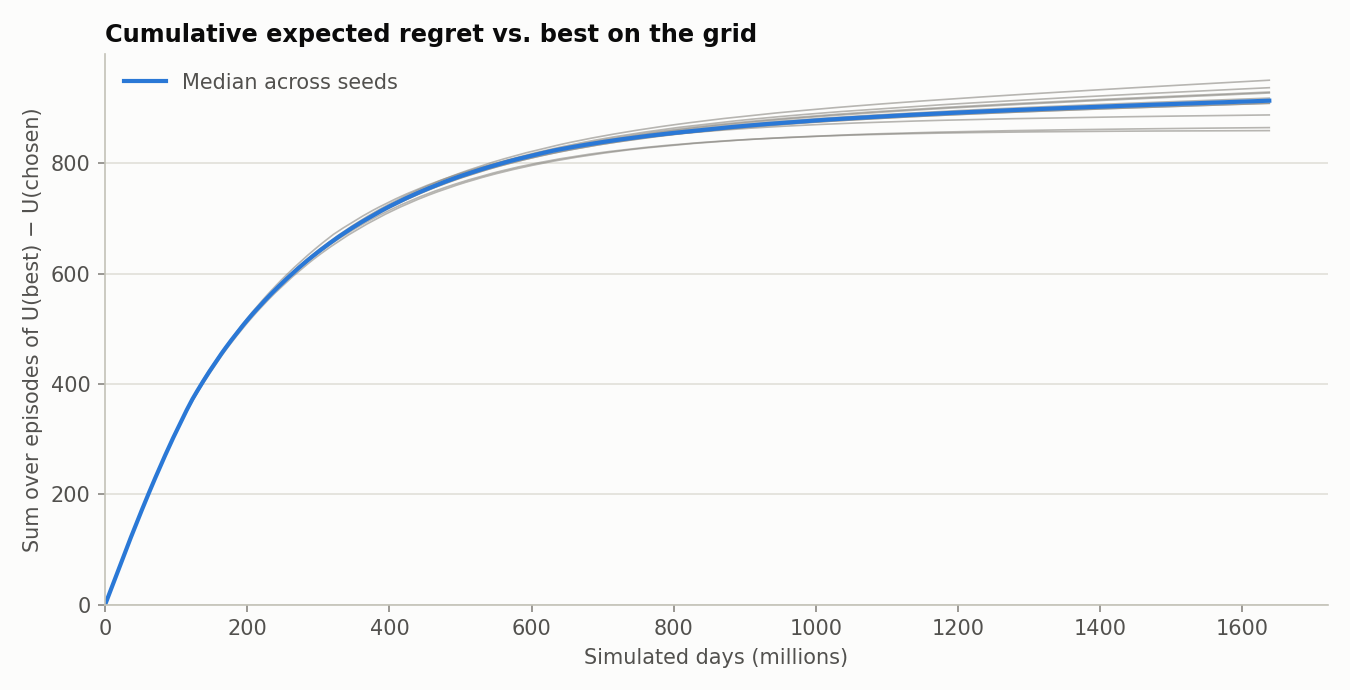 Cumulative expected regret vs. best on the grid
Median across seeds
Sum over episodes of U(best) − U(chosen)
800
600
400
200
0
0 200 400 600 800 1000 1200 1400 1600
Simulated days (millions)